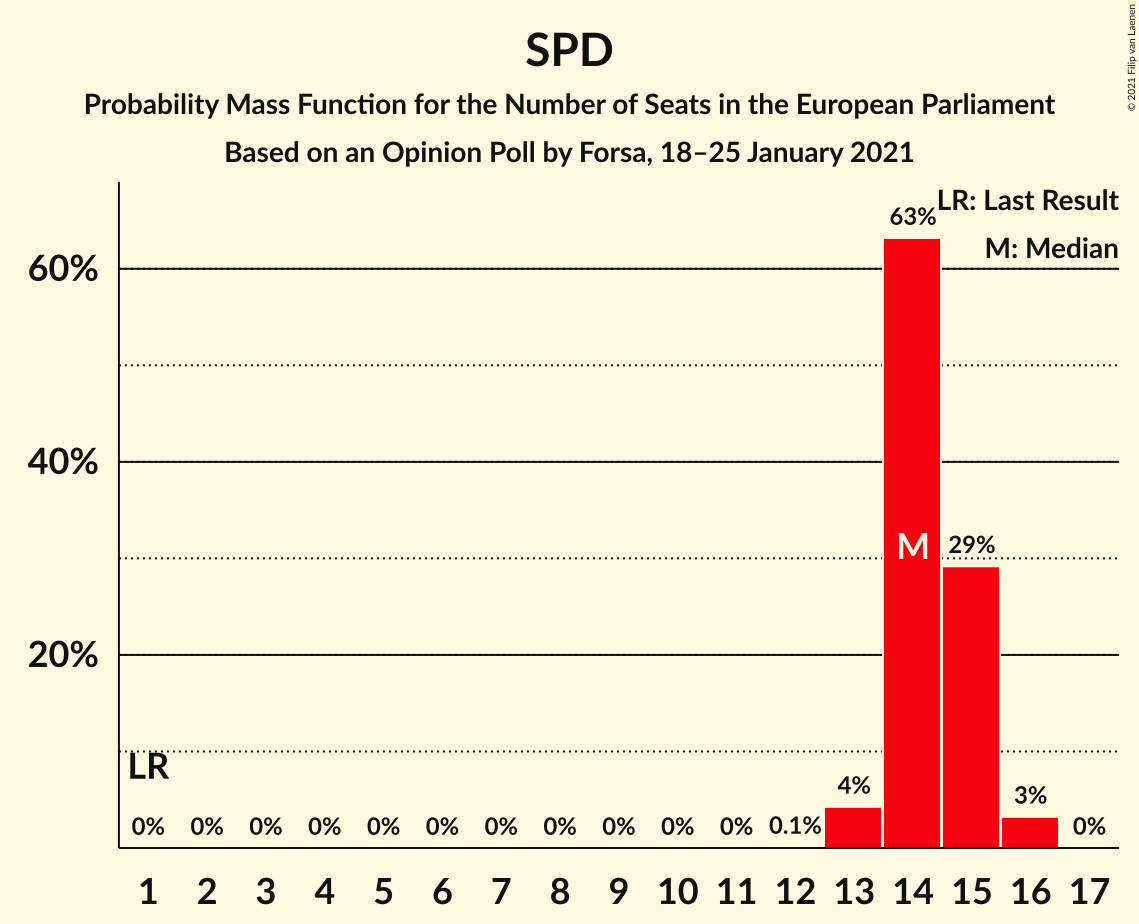 SPD
Probability Mass Function for the Number of Seats in the European Parliament
Based on an Opinion Poll by Forsa, 18–25 January 2021
© 2021 Filip van Laenen
LR: Last Result
M: Median
60%
40%
20%
63%
M
29%
LR
4%
3%
0% 0% 0% 0% 0% 0% 0% 0% 0% 0% 0% 0.1% 0%
1 2 3 4 5 6 7 8 9 10 11 12 13 14 15 16 17